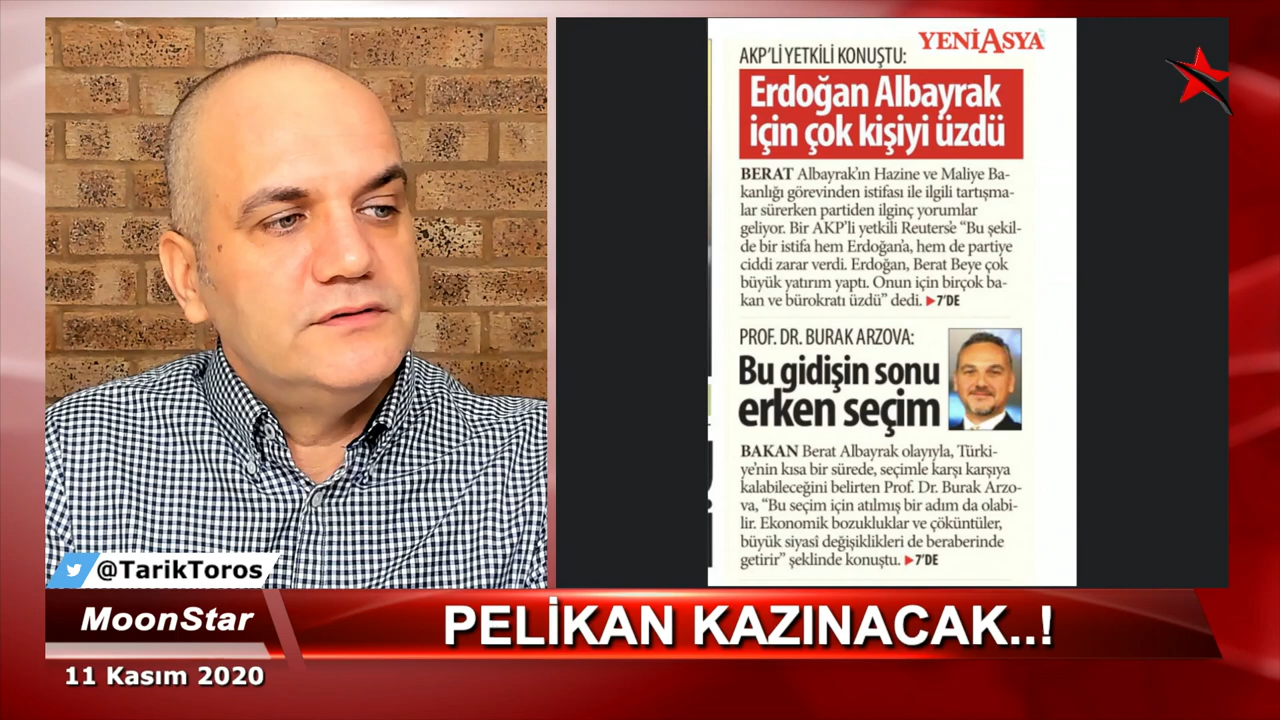 YENİASYA
AKP'Lİ YETKİLİ KONUŞTU:
Erdoğan Albayrak
için çok kişiyi üzdü
BERAT Albayrak'ın Hazine ve Maliye Ba-
kanlığı görevinden istifası ile ilgili tartışma-
lar sürerken partiden ilginç yorumlar
geliyor. Bir AKP'li yetkili Reuters'e "Bu şekil-
de bir istifa hem Erdoğan'a, hem de partiye
ciddi zarar verdi. Erdoğan, Berat Beye çok
büyük yatırım yaptı. Onun için birçok ba-
kan ve bürokratı üzdü" dedi. ▶7'DE
PROF. DR. BURAK ARZOVA:
Bu gidişin sonu
erken seçim
BAKAN Berat Albayrak olayıyla, Türki-
ye'nin kısa bir sürede, seçimle karşı karşıya
kalabileceğini belirten Prof. Dr. Burak Arzo-
va, "Bu seçim için atılmış bir adım da olabi-
lir. Ekonomik bozukluklar ve çöküntüler,
büyük siyasî değişiklikleri de beraberinde
getirir" şeklinde konuştu. ▶7'DE
@TarikToros
MoonStar
PELİKAN KAZINACAK..!
11 Kasım 2020